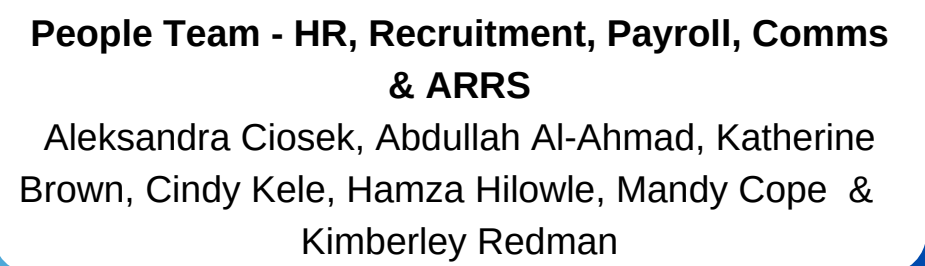 People Team - HR, Recruitment, Payroll, Comms
& ARRS
Aleksandra Ciosek, Abdullah Al-Ahmad, Katherine
Brown, Cindy Kele, Hamza Hilowle, Mandy Cope &
Kimberley Redman